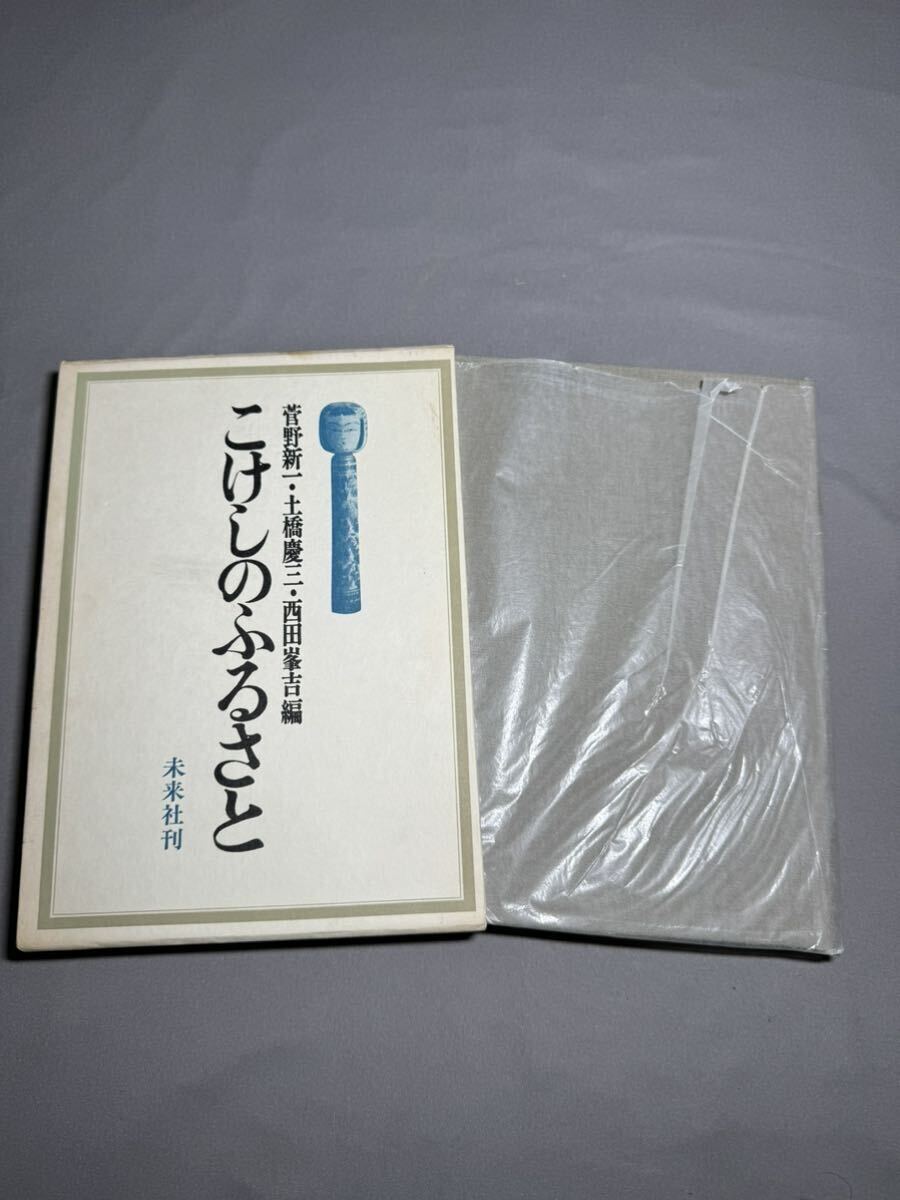 菅野新一・土橋慶三・西田峯吉編
こけしのふるさと
未来社刊